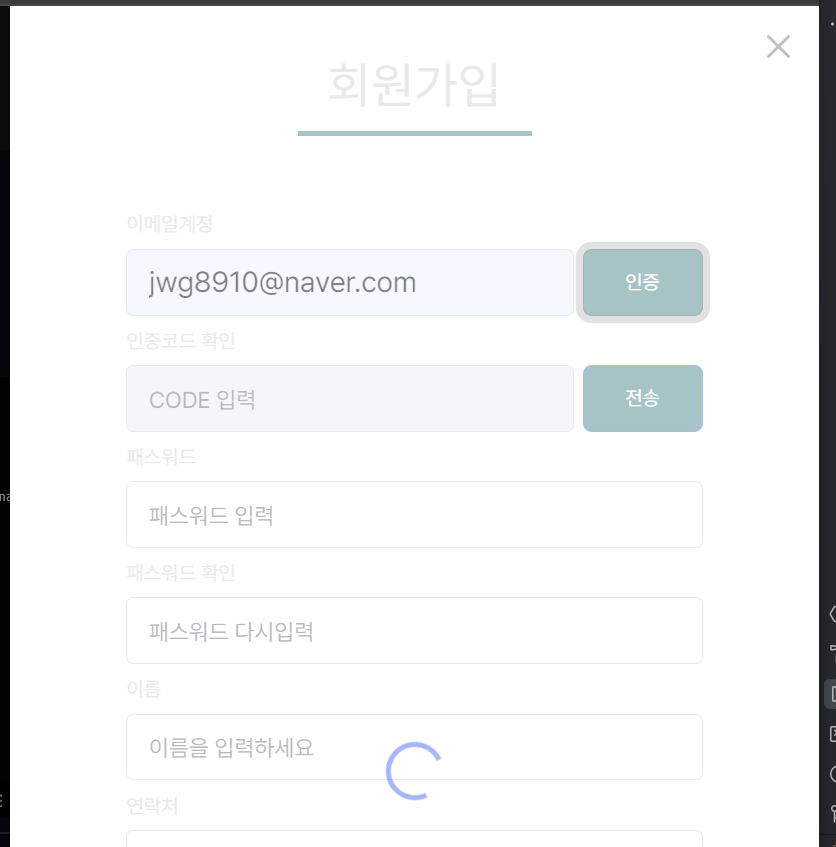 회원가입
이메일계정
jwg8910@naver.com
인증
인증코드 확인
CODE 입력
전송
패스워드
패스워드 입력
패스워드 확인
패스워드 다시입력
이름
이름을 입력하세요
연락처